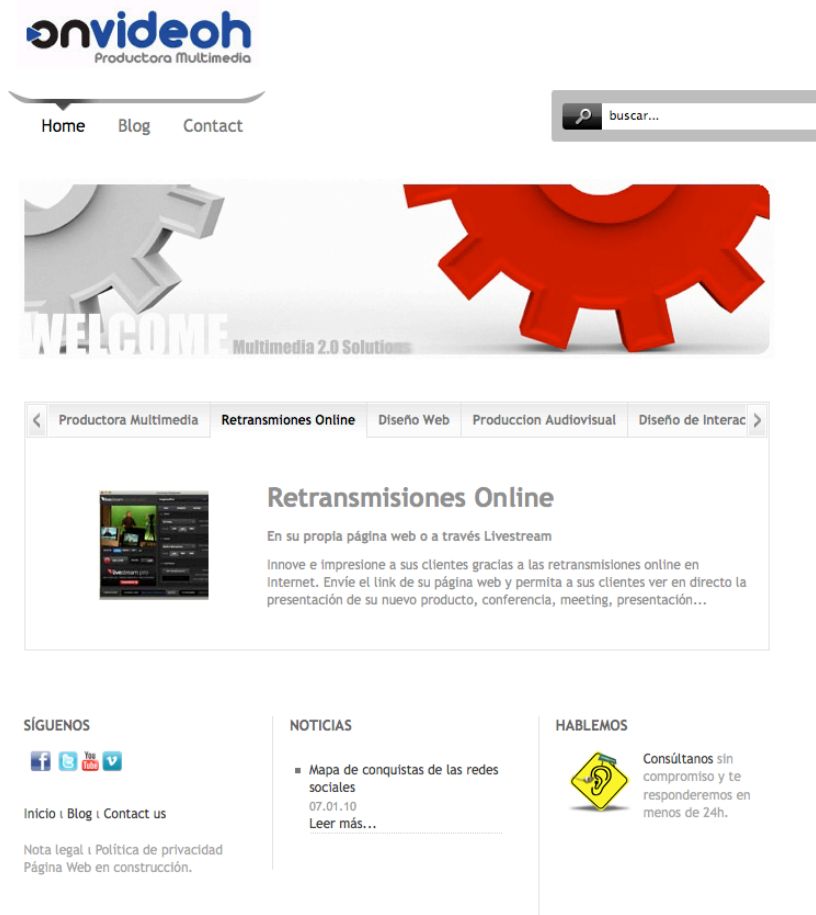 onvideoh
Productora Multimedia
Home Blog Contact
buscar...
WELCOME
Multimedia 2.0 Solutions
Productora Multimedia Retransmiones Online Diseño Web Produccion Audiovisual Diseño de Interac
Retransmisiones Online
En su propia página web o a través Livestream
Innove e impresione a sus clientes gracias a las retransmisiones online en
Internet. Envíe el link de su página web y permita a sus clientes ver en directo la
presentación de su nuevo producto, conferencia, meeting, presentación...
livestream pro
SÍGUENOS
You
Tube
Inicio ι Blog ι Contact us
Nota legal ι Política de privacidad
Página Web en construcción.
NOTICIAS
Mapa de conquistas de las redes
sociales
07.01.10
Leer más...
HABLEMOS
Consúltanos sin
compromiso y te
responderemos en
menos de 24h.